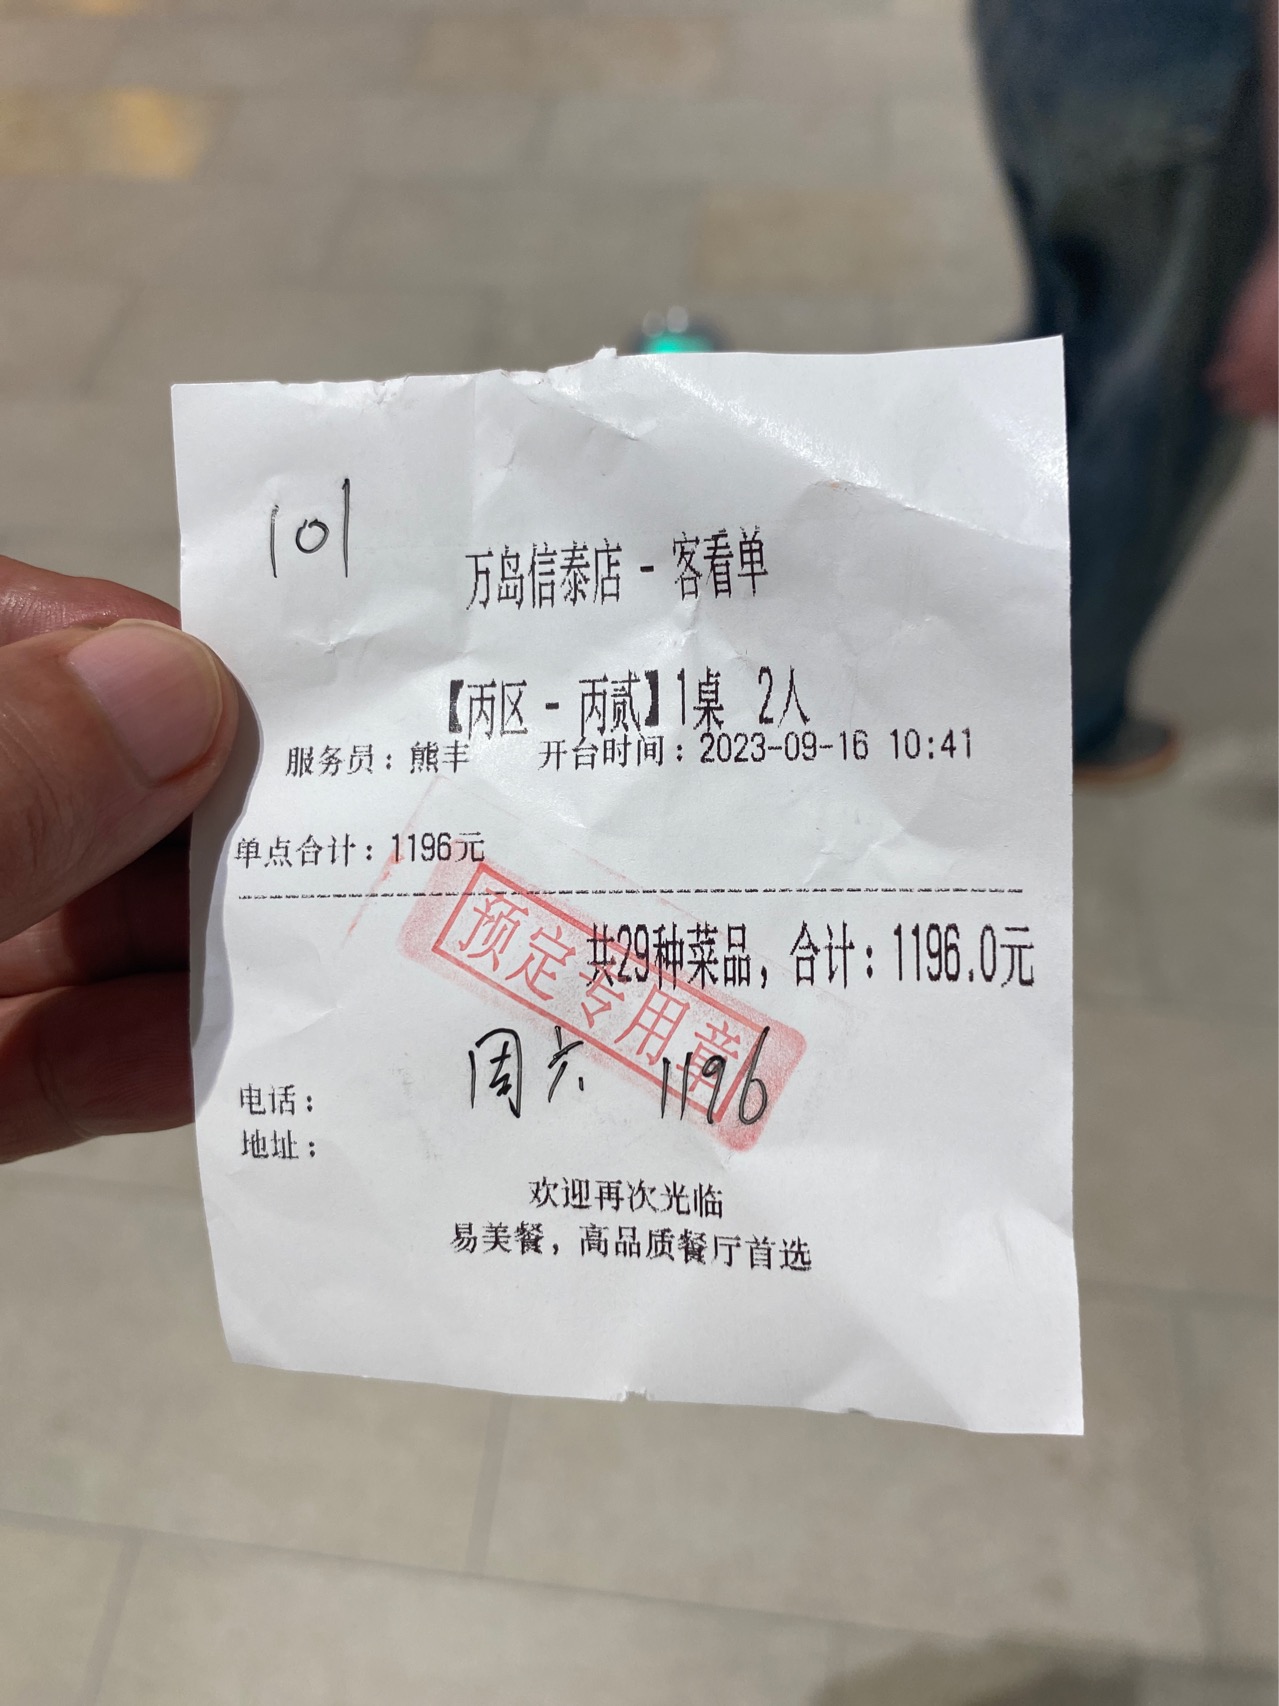 101
万岛信泰店 - 客看单
【丙区 - 丙贰】1桌 2人
服务员：熊丰 开台时间：2023-09-16 10:41
单点合计：1196元
共29种菜品，合计：1196.0元
预定专用章
周六 1196
电话：
地址：
欢迎再次光临
易美餐，高品质餐厅首选